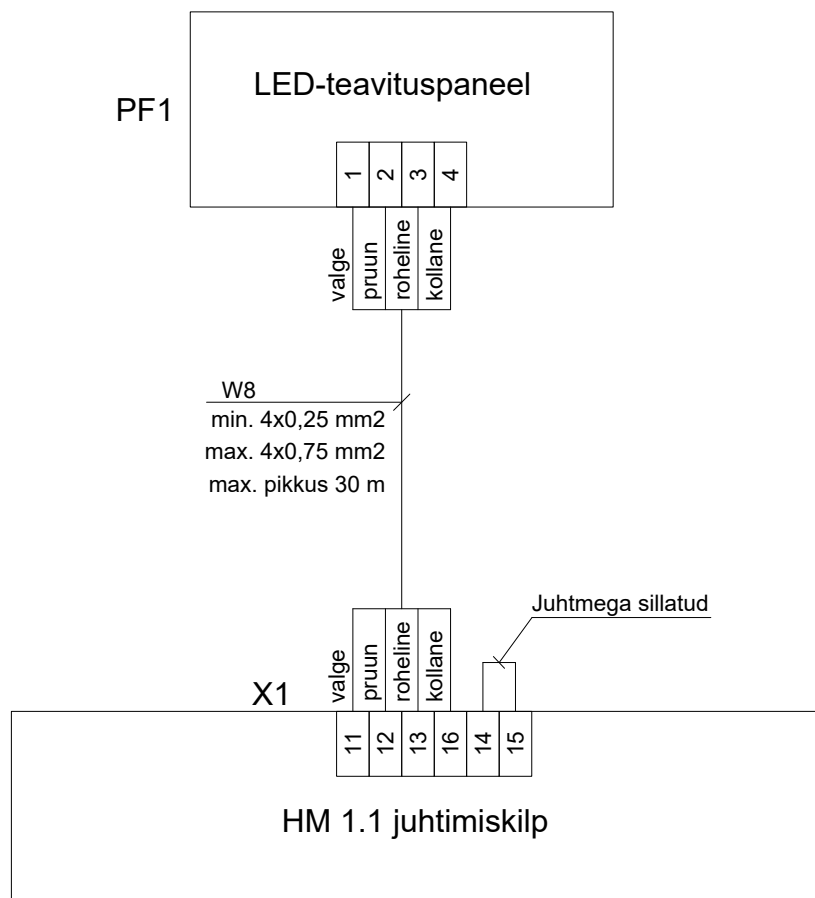 LED-teavituspaneel
PF1
1
2
3
4
valge
pruun
roheline
kollane
W8
min. 4x0,25 mm2
max. 4x0,75 mm2
max. pikkus 30 m
Juhtmega sillatud
valge
pruun
roheline
kollane
X1
11
12
13
16
14
15
HM 1.1 juhtimiskilp